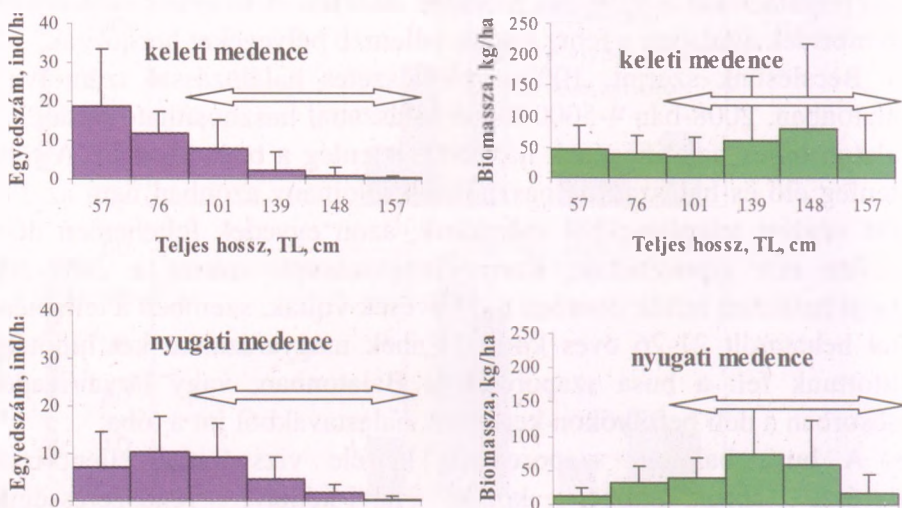 40
30
20
10
0
Egyedszám, ind/h
keleti medence
57 76 101 139 148 157
Teljes hossz, TL, cm
250
200
150
100
50
0
Biomassza, kg/ha
keleti medence
57 76 101 139 148 157
Teljes hossz, TL, cm
40
30
20
10
0
Egyedszám, ind/h
nyugati medence
250
200
150
100
50
0
Biomassza, kg/ha
nyugati medence